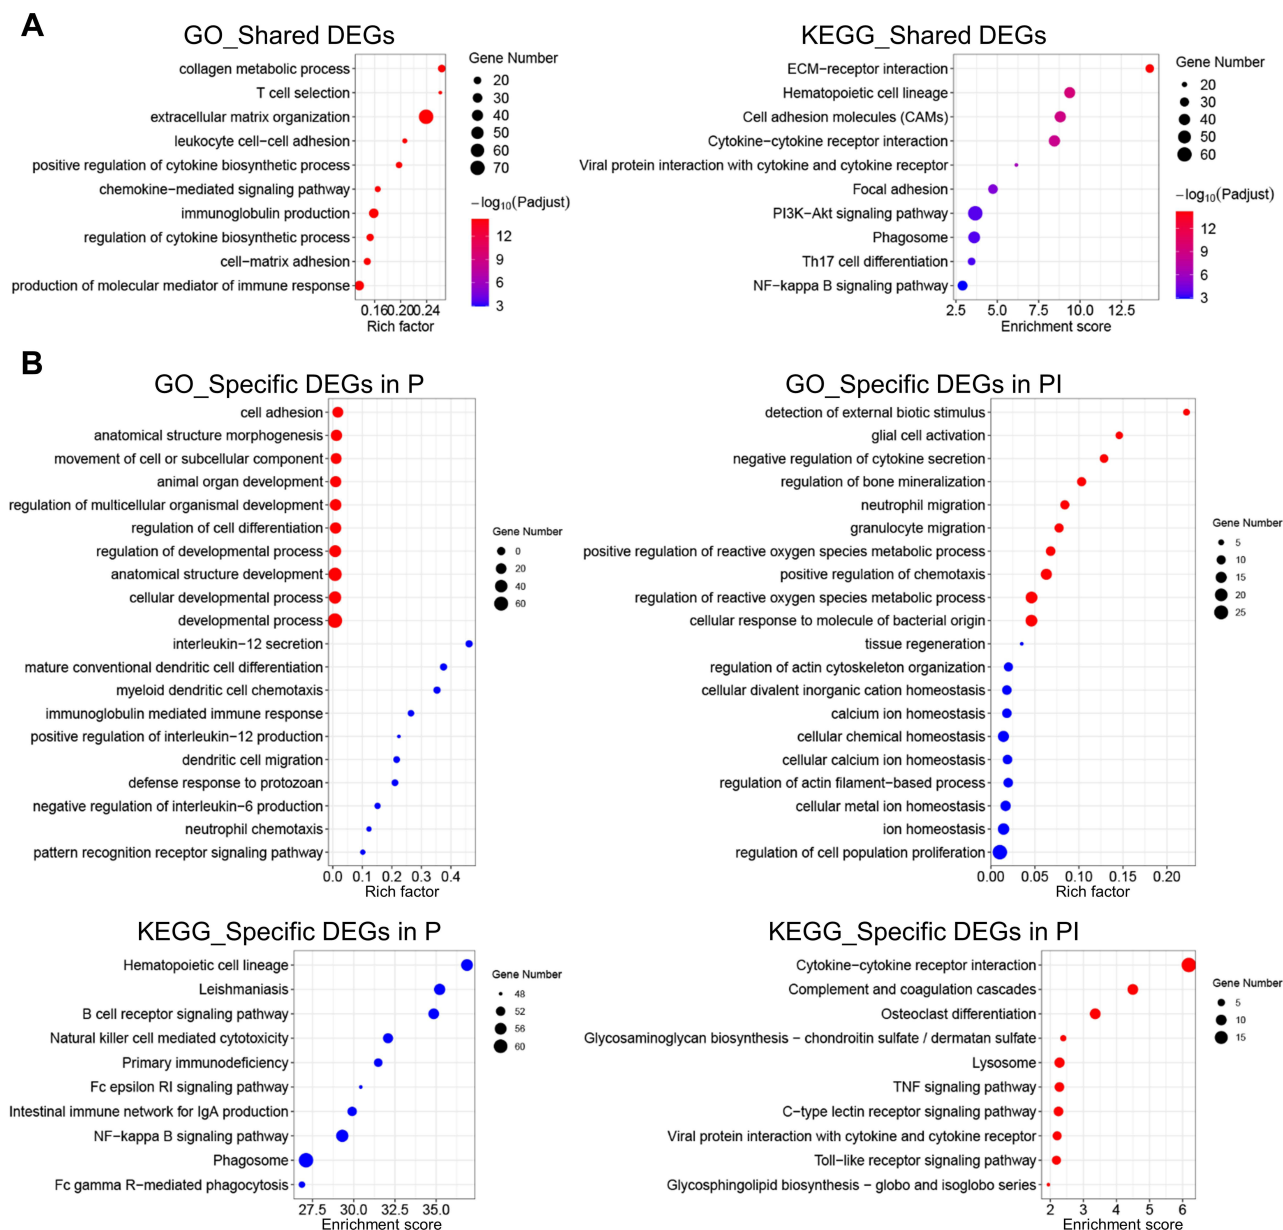 A
GO_Shared DEGs
collagen metabolic process
T cell selection
extracellular matrix organization
leukocyte cell−cell adhesion
positive regulation of cytokine biosynthetic process
chemokine−mediated signaling pathway
immunoglobulin production
regulation of cytokine biosynthetic process
cell−matrix adhesion
production of molecular mediator of immune response
0.16 0.20 0.24
Rich factor
Gene Number
20
30
40
50
60
70
−log10(Padjust)
12
9
6
3
KEGG_Shared DEGs
ECM−receptor interaction
Hematopoietic cell lineage
Cell adhesion molecules (CAMs)
Cytokine−cytokine receptor interaction
Viral protein interaction with cytokine and cytokine receptor
Focal adhesion
PI3K−Akt signaling pathway
Phagosome
Th17 cell differentiation
NF−kappa B signaling pathway
2.5 5.0 7.5 10.0 12.5
Enrichment score
Gene Number
20
30
40
50
60
−log10(Padjust)
12
9
6
3
B
GO_Specific DEGs in P
cell adhesion
anatomical structure morphogenesis
movement of cell or subcellular component
animal organ development
regulation of multicellular organismal development
regulation of cell differentiation
regulation of developmental process
anatomical structure development
cellular developmental process
developmental process
interleukin−12 secretion
mature conventional dendritic cell differentiation
myeloid dendritic cell chemotaxis
immunoglobulin mediated immune response
positive regulation of interleukin−12 production
dendritic cell migration
defense response to protozoan
negative regulation of interleukin−6 production
neutrophil chemotaxis
pattern recognition receptor signaling pathway
0.0 0.1 0.2 0.3 0.4
Rich factor
Gene Number
0
20
40
60
GO_Specific DEGs in PI
detection of external biotic stimulus
glial cell activation
negative regulation of cytokine secretion
regulation of bone mineralization
neutrophil migration
granulocyte migration
positive regulation of reactive oxygen species metabolic process
positive regulation of chemotaxis
regulation of reactive oxygen species metabolic process
cellular response to molecule of bacterial origin
tissue regeneration
regulation of actin cytoskeleton organization
cellular divalent inorganic cation homeostasis
calcium ion homeostasis
cellular chemical homeostasis
cellular calcium ion homeostasis
regulation of actin filament−based process
cellular metal ion homeostasis
ion homeostasis
regulation of cell population proliferation
0.00 0.05 0.10 0.15 0.20
Rich factor
Gene Number
5
10
15
20
25
KEGG_Specific DEGs in P
Hematopoietic cell lineage
Leishmaniasis
B cell receptor signaling pathway
Natural killer cell mediated cytotoxicity
Primary immunodeficiency
Fc epsilon RI signaling pathway
Intestinal immune network for IgA production
NF−kappa B signaling pathway
Phagosome
Fc gamma R−mediated phagocytosis
27.5 30.0 32.5 35.0
Enrichment score
Gene Number
48
52
56
60
KEGG_Specific DEGs in PI
Cytokine−cytokine receptor interaction
Complement and coagulation cascades
Osteoclast differentiation
Glycosaminoglycan biosynthesis − chondroitin sulfate / dermatan sulfate
Lysosome
TNF signaling pathway
C−type lectin receptor signaling pathway
Viral protein interaction with cytokine and cytokine receptor
Toll−like receptor signaling pathway
Glycosphingolipid biosynthesis − globo and isoglobo series
2 3 4 5 6
Enrichment score
Gene Number
5
10
15